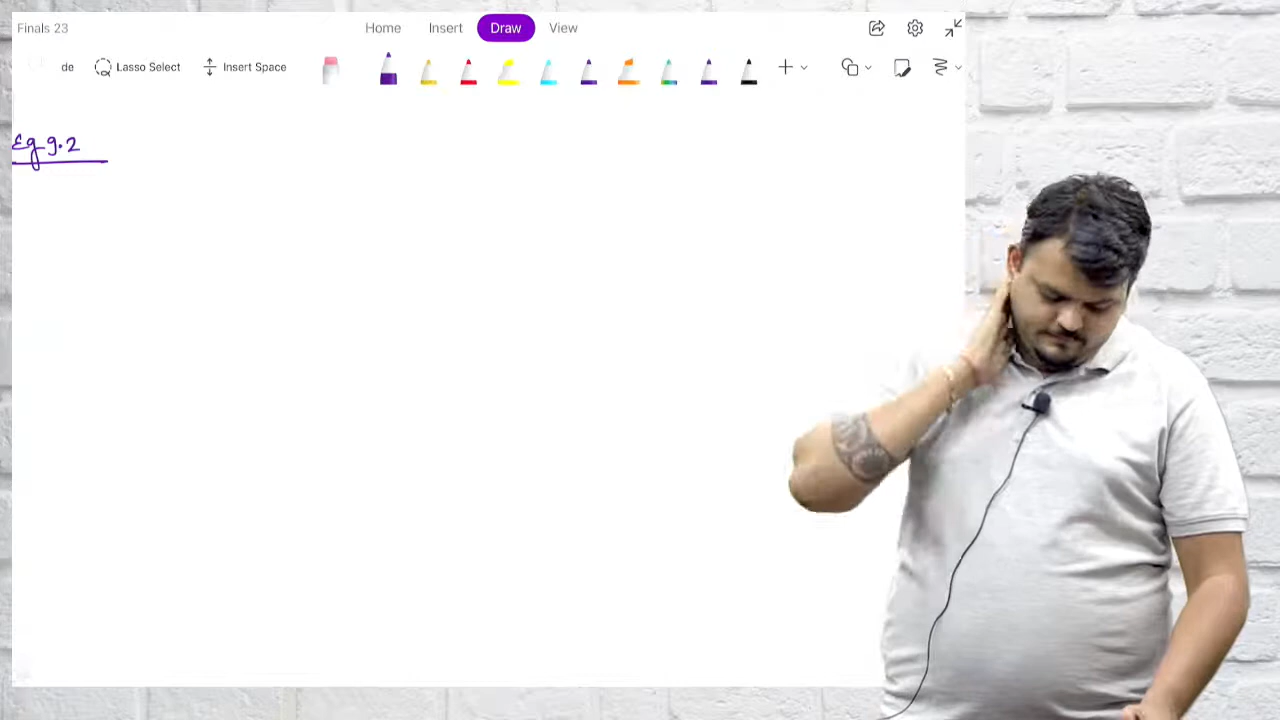 Finals 23
Home Insert Draw View
de Lasso Select Insert Space
Eg 9.2